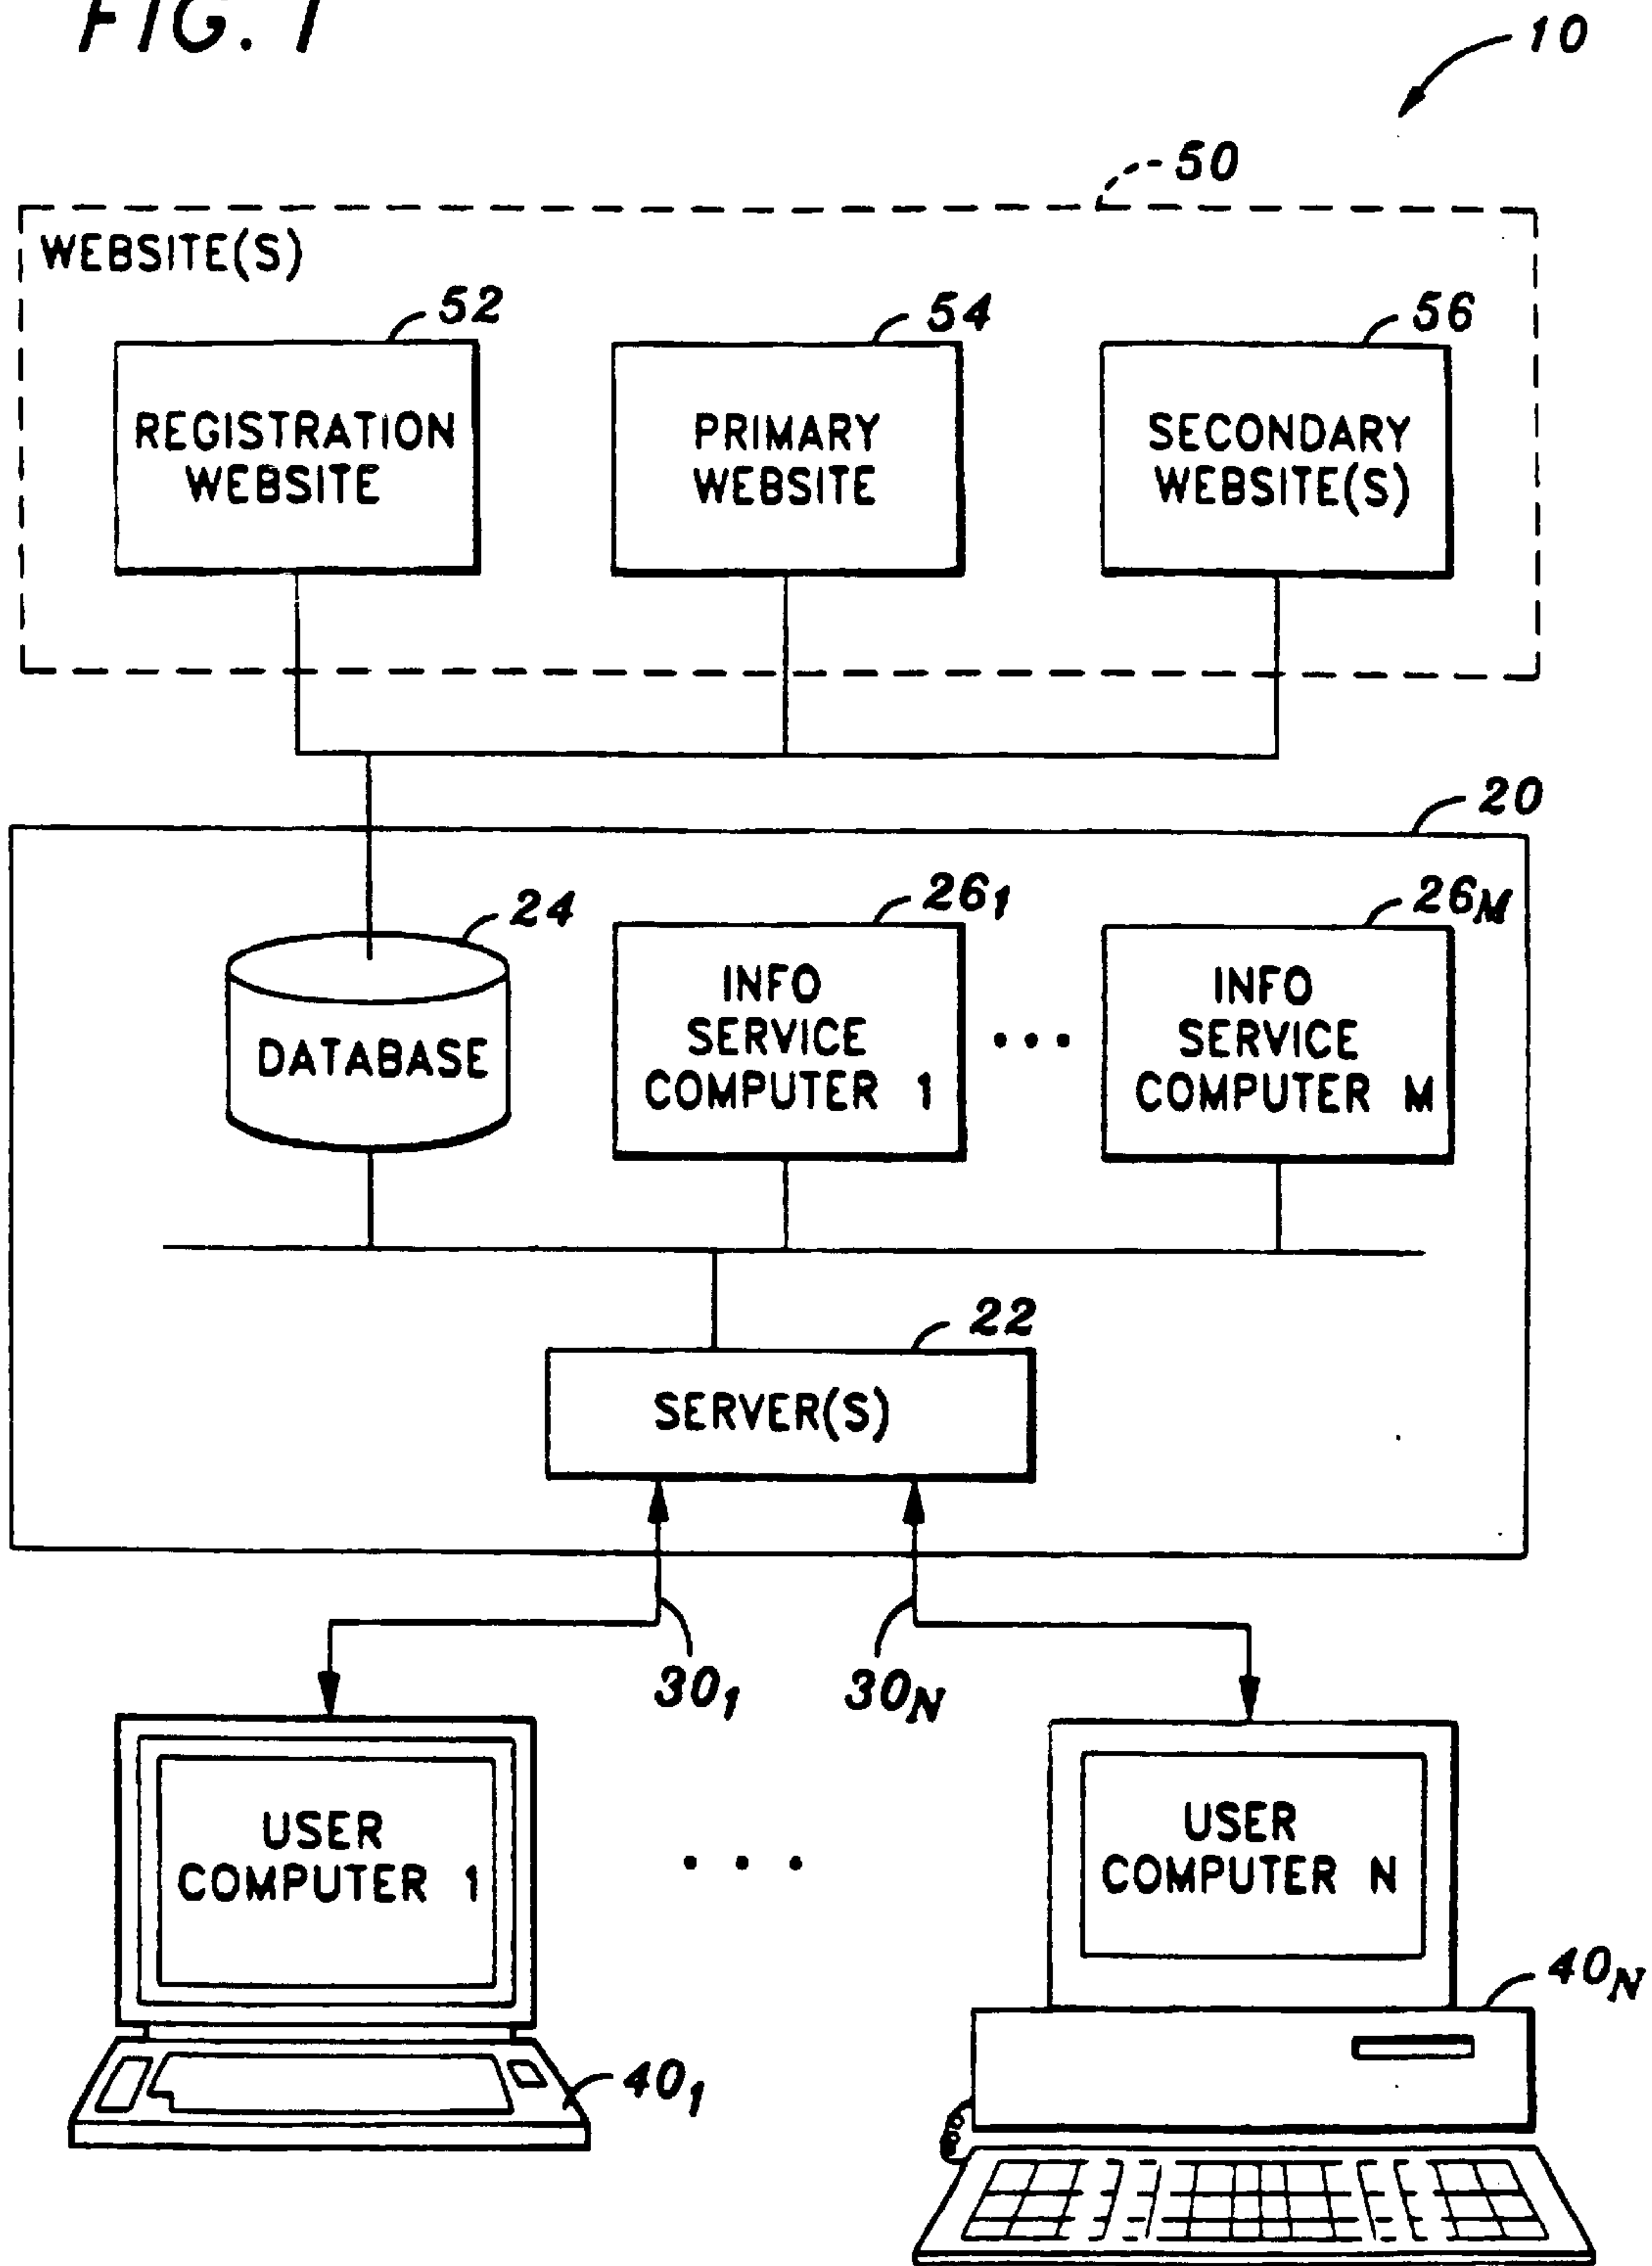 FIG. 1
10
50
WEBSITE(S)
52
54
56
REGISTRATION
WEBSITE
PRIMARY
WEBSITE
SECONDARY
WEBSITE(S)
20
24
26₁
26M
DATABASE
INFO
SERVICE
COMPUTER 1
INFO
SERVICE
COMPUTER M
22
SERVER(S)
30₁
30N
USER
COMPUTER 1
USER
COMPUTER N
40N
40₁